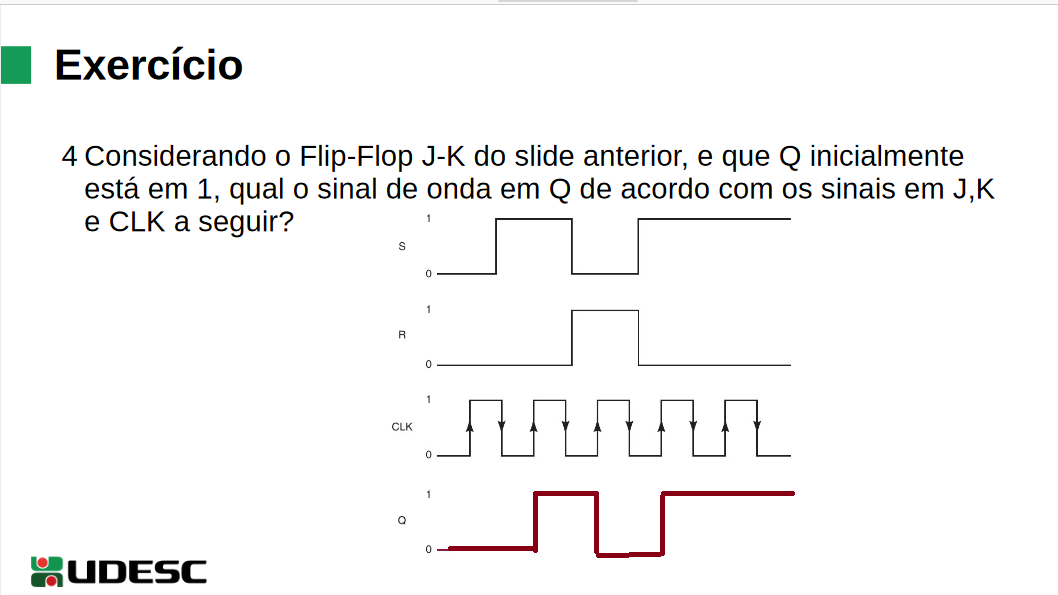 Exercício
4 Considerando o Flip-Flop J-K do slide anterior, e que Q inicialmente
está em 1, qual o sinal de onda em Q de acordo com os sinais em J,K
e CLK a seguir?
1
S
0
1
R
0
1
CLK
0
1
Q
0
UDESC